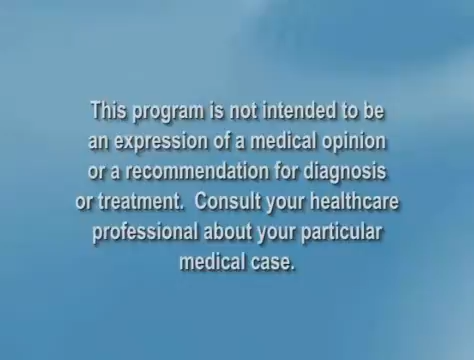 This program is not intended to be
an expression of a medical opinion
or a recommendation for diagnosis
or treatment.  Consult your healthcare
professional about your particular
medical case.